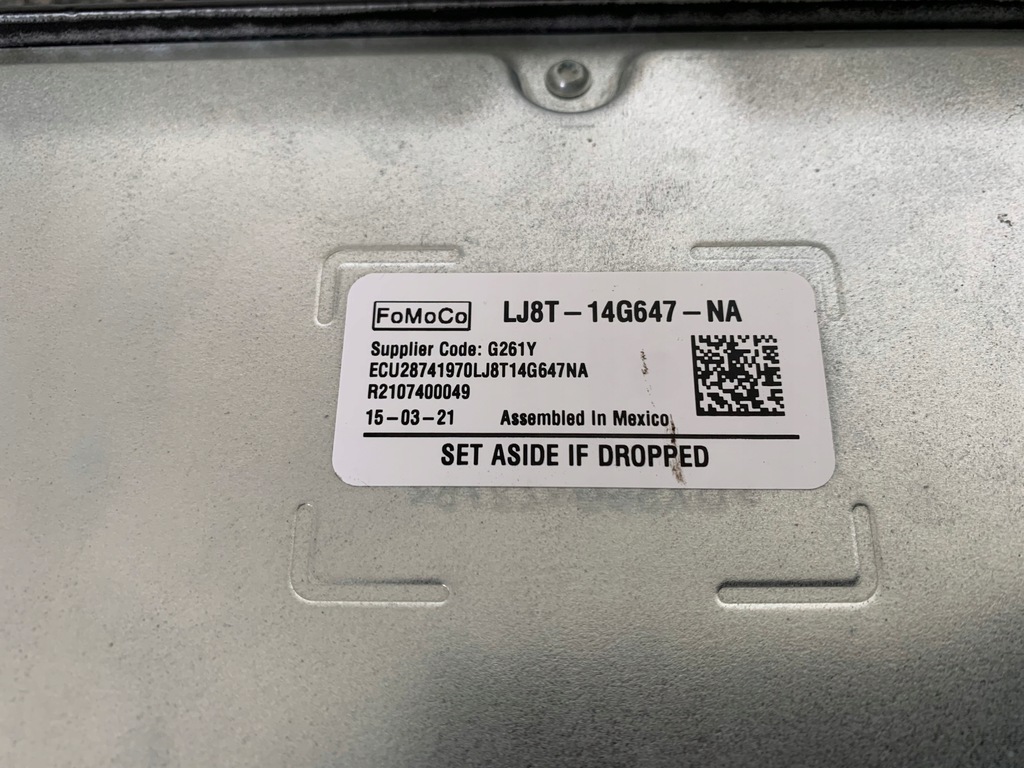 FoMoCo LJ8T-14G647-NA
Supplier Code: G261Y
ECU28741970LJ8T14G647NA
R2107400049
15-03-21 Assembled In Mexico
SET ASIDE IF DROPPED